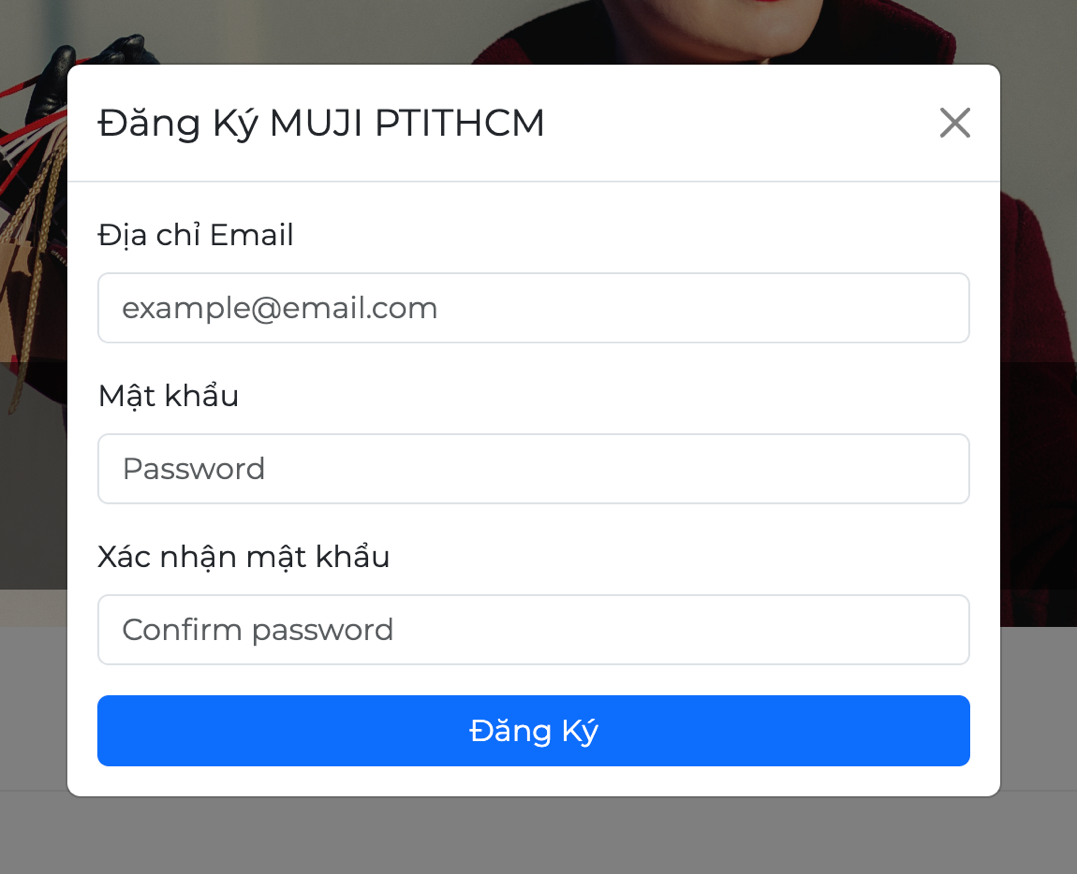 Đăng Ký MUJI PTITHCM
Địa chỉ Email
example@email.com
Mật khẩu
Password
Xác nhận mật khẩu
Confirm password
Đăng Ký